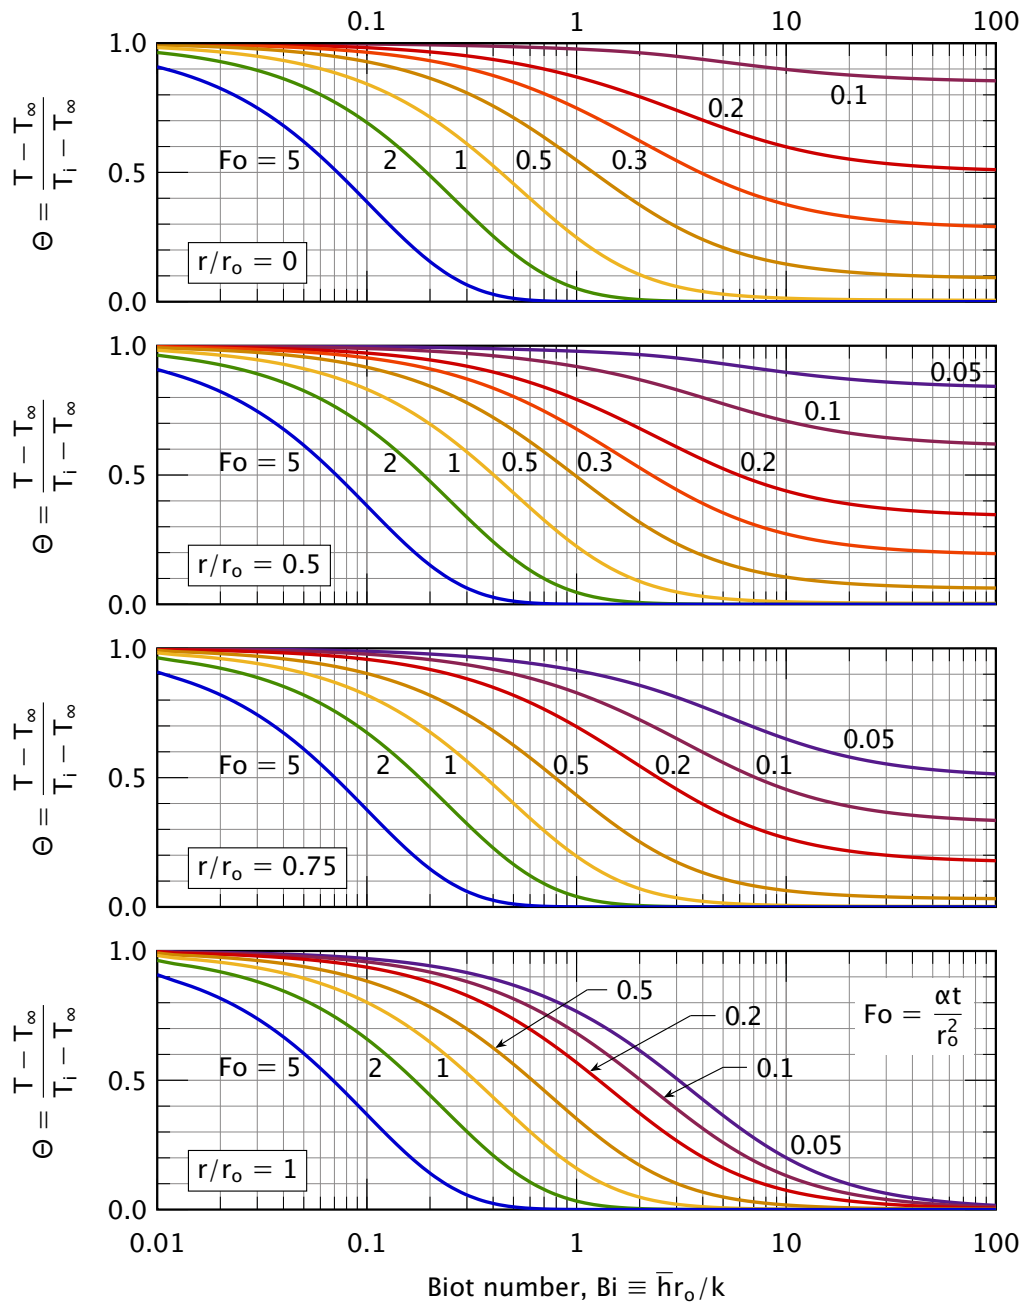 0.1 1 10 100
1.0
0.5
0.0
Θ = T − T∞ / Ti − T∞
Fo = 5 2 1 0.5 0.3 0.2 0.1
r/ro = 0
1.0
0.5
0.0
Θ = T − T∞ / Ti − T∞
Fo = 5 2 1 0.5 0.3 0.2 0.1 0.05
r/ro = 0.5
1.0
0.5
0.0
Θ = T − T∞ / Ti − T∞
Fo = 5 2 1 0.5 0.2 0.1 0.05
r/ro = 0.75
1.0
0.5
0.0
Θ = T − T∞ / Ti − T∞
0.5
0.2
Fo = αt / ro²
Fo = 5 2 1 0.1
0.05
r/ro = 1
0.01 0.1 1 10 100
Biot number, Bi ≡ h̅ro/k